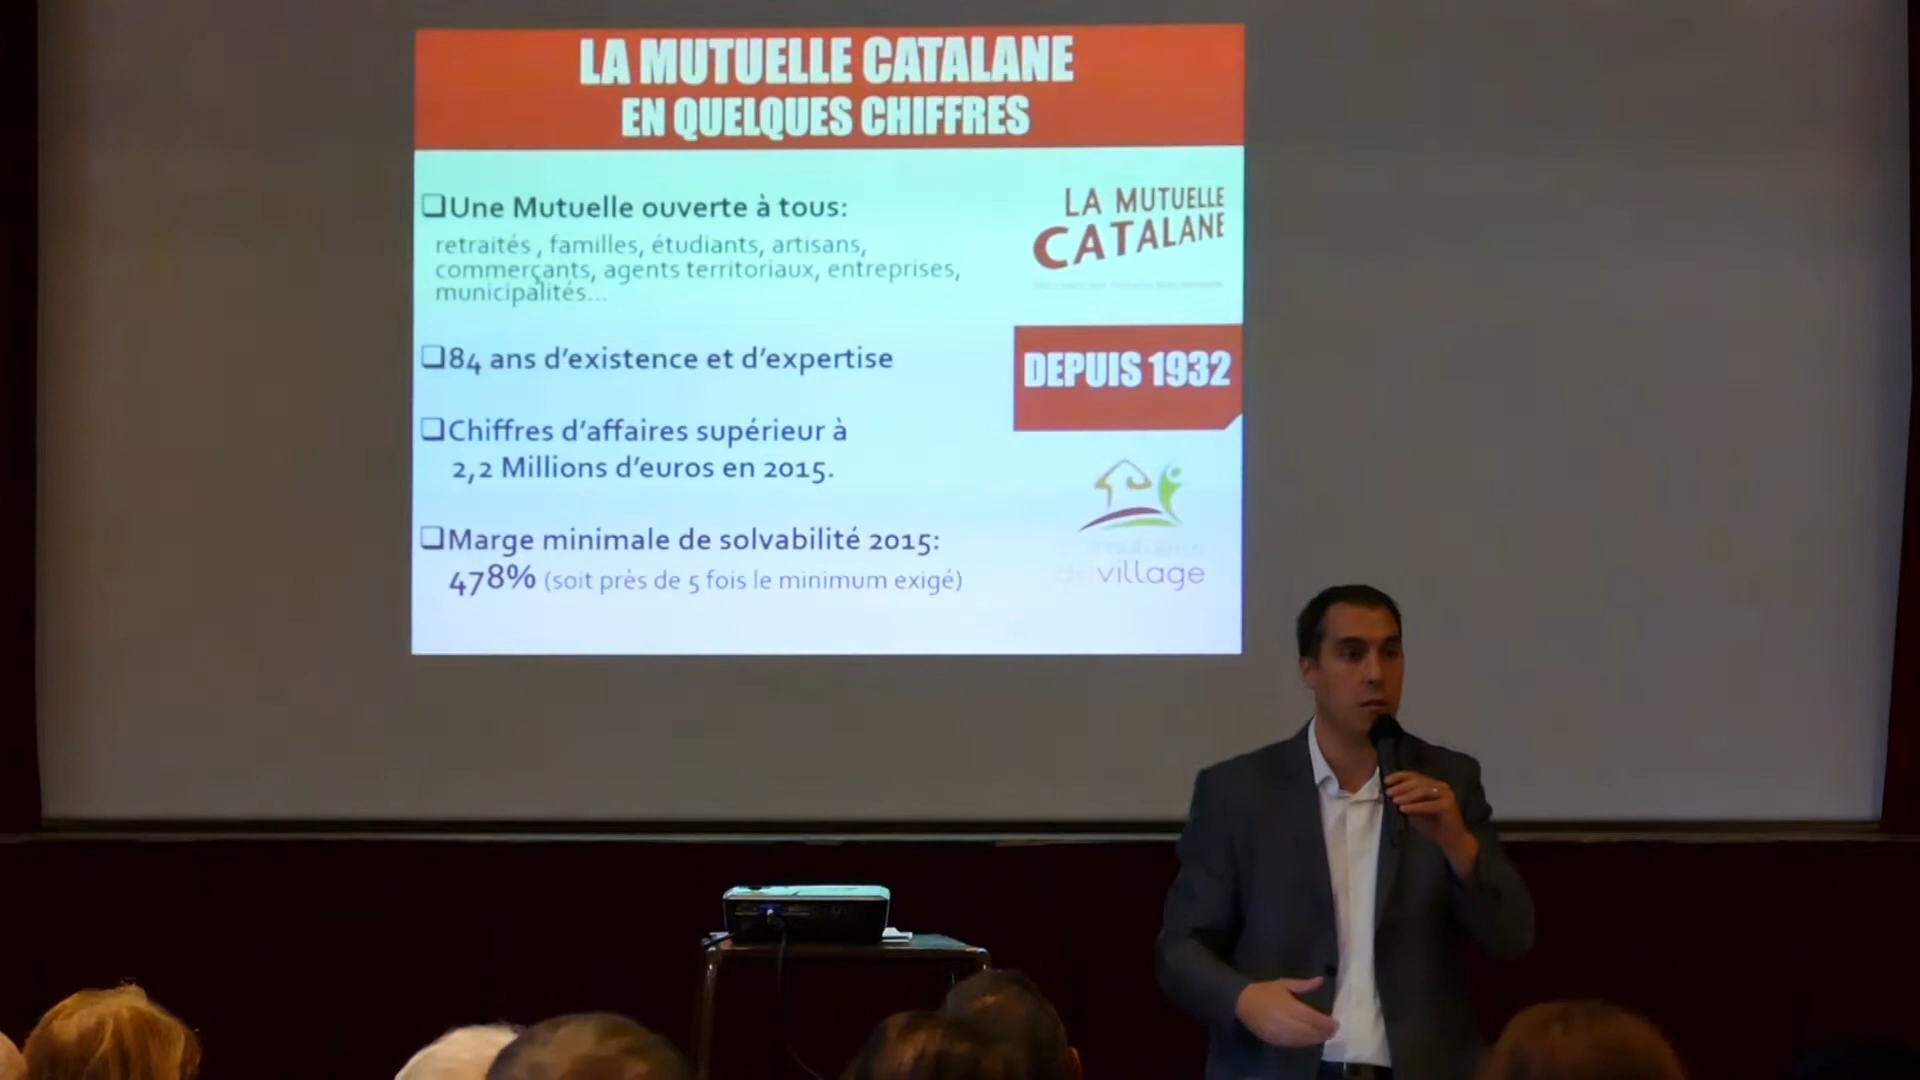 LA MUTUELLE CATALANE
EN QUELQUES CHIFFRES
Une Mutuelle ouverte à tous:
retraités , familles, étudiants, artisans,
commerçants, agents territoriaux, entreprises,
municipalités...
84 ans d'existence et d'expertise
Chiffres d'affaires supérieur à
2,2 Millions d'euros en 2015.
Marge minimale de solvabilité 2015:
478% (soit près de 5 fois le minimum exigé)
LA MUTUELLE
CATALANE
DEPUIS 1932
de village